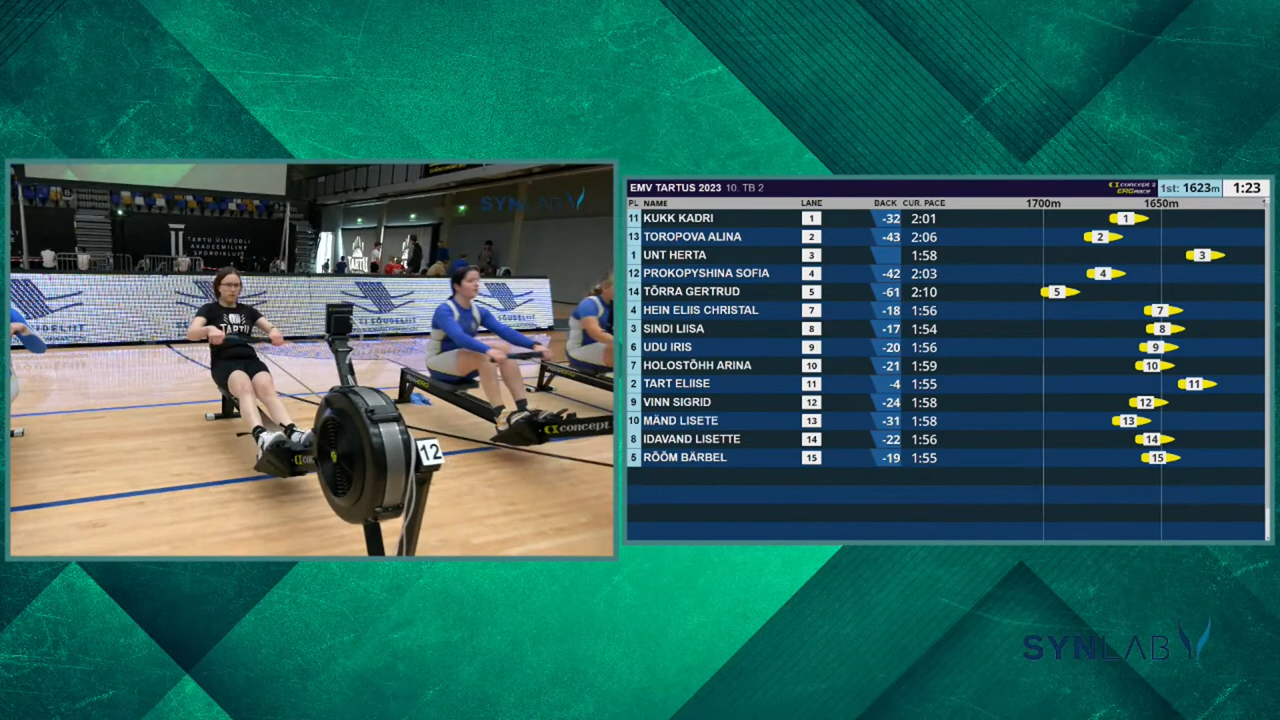 SYNLAB
TARTU ÜLIKOOLI
AKADEEMILINE
SPORDIKLUBI
TARTU
12
concept
EMV TARTUS 2023 10. TB 2
concept 2
ERGRACE
1st: 1623m 1:23
PL NAME LANE BACK CUR. PACE 1700m 1650m
11 KUKK KADRI 1 -32 2:01 1
13 TOROPOVA ALINA 2 -43 2:06 2
1 UNT HERTA 3 1:58 3
12 PROKOPYSHINA SOFIA 4 -42 2:03 4
14 TÕRRA GERTRUD 5 -61 2:10 5
4 HEIN ELIIS CHRISTAL 7 -18 1:56 7
3 SINDI LIISA 8 -17 1:54 8
6 UDU IRIS 9 -20 1:56 9
7 HOLOSTÕHH ARINA 10 -21 1:59 10
2 TART ELIISE 11 -4 1:55 11
9 VINN SIGRID 12 -24 1:58 12
10 MÄND LISETE 13 -31 1:58 13
8 IDAVAND LISETTE 14 -22 1:56 14
5 RÕÕM BÄRBEL 15 -19 1:55 15
SYNLAB